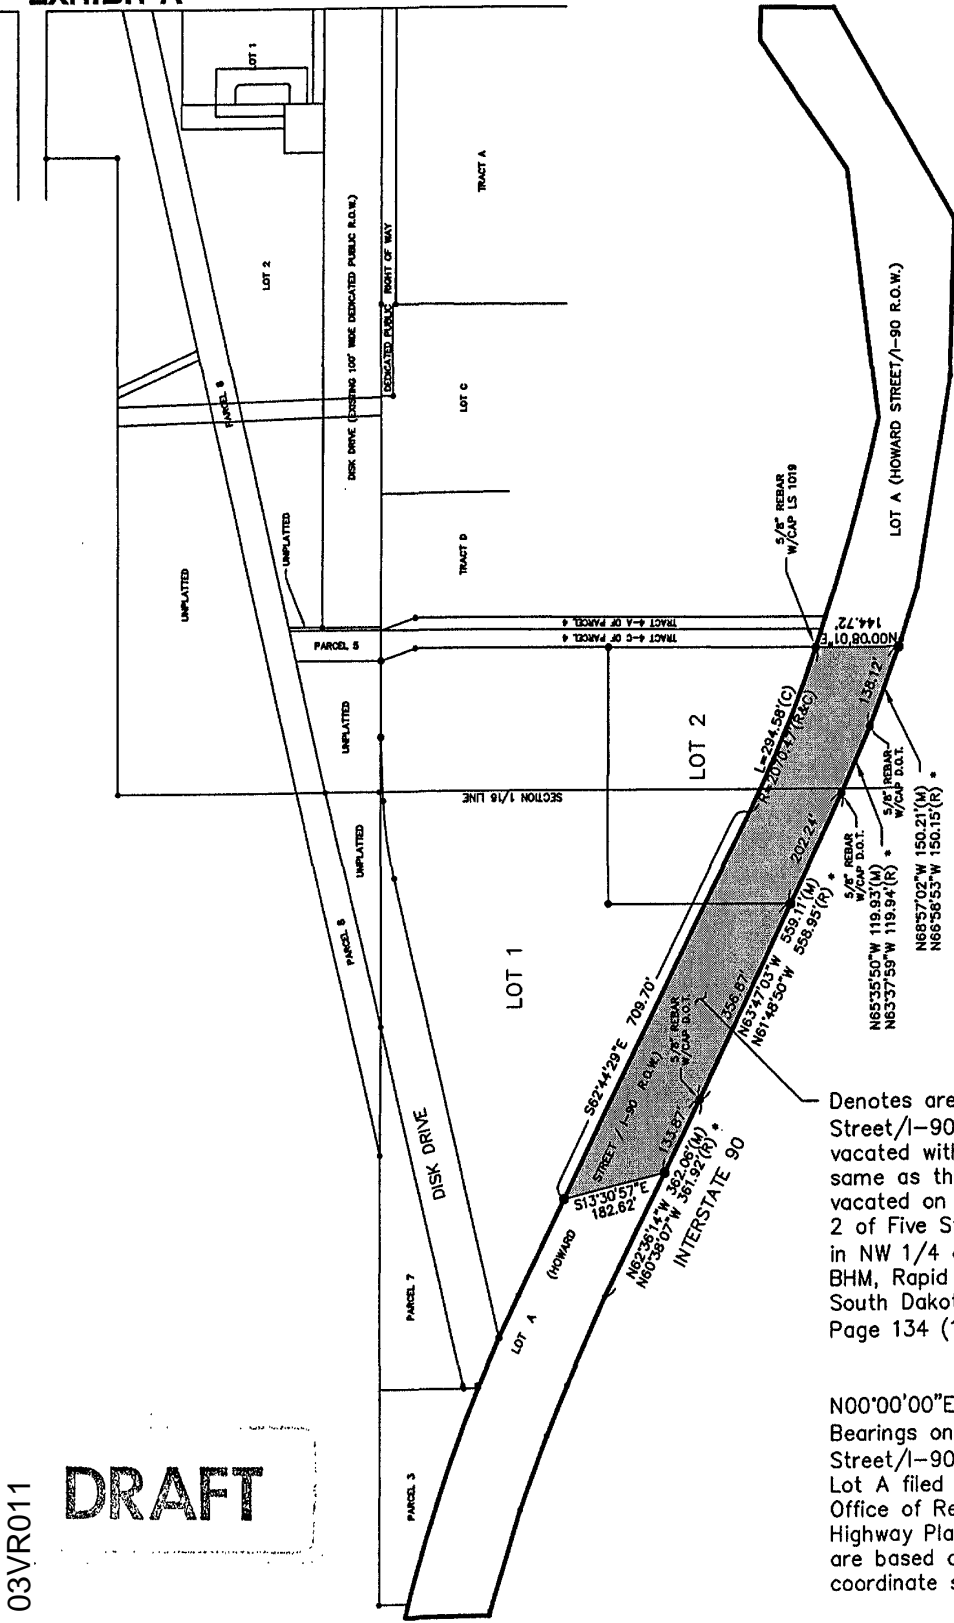 LOT 1
LOT 2
TRACT A
DISK DRIVE (EXISTING 100' WIDE DEDICATED PUBLIC R.O.W.)
DEDICATED PUBLIC RIGHT OF WAY
PARCEL
LOT C
UNPLATTED
UNPLATTED
TRACT D
LOT A (HOWARD STREET/I-90 R.O.W.)
5/8" REBAR
W/CAP LS 1019
TRACT 4-A OF PARCEL 4
TRACT 4-C OF PARCEL 4
PARCEL 5
N00°08'01"E
144.72'
UNPLATTED
LOT 2
L=294.58'(C)
R=2070.47'(R&C)
138.12'
SECTION 1/16 LINE
5/8" REBAR
W/CAP D.O.T.
202.24'
5/8" REBAR
W/CAP D.O.T.
UNPLATTED
N68°57'02"W 150.21'(M)
N66°58'53"W 150.15'(R) *
N65°35'50"W 119.93'(M)
N63°37'59"W 119.94'(R) *
PARCEL
LOT 1
S62°44'29"E 709.70'
356.87'
N63°47'03"W 559.11'(M)
N61°48'50"W 558.95'(R) *
5/8" REBAR
W/CAP D.O.T.
133.87'
DISK DRIVE
S13°30'57"E
182.62'
N62°36'14"W 362.06'(M)
N60°38'07"W 361.92'(R) *
INTERSTATE 90
LOT A (HOWARD STREET / I-90 R.O.W.)
PARCEL 7
PARCEL 3
Denotes are
Street/I-90
vacated with
same as th
vacated on
2 of Five S
in NW 1/4
BHM, Rapid
South Dakot
Page 134 (
N00°00'00"E
Bearings on
Street/I-90
Lot A filed
Office of Re
Highway Pla
are based
coordinate s
DRAFT
03VR011